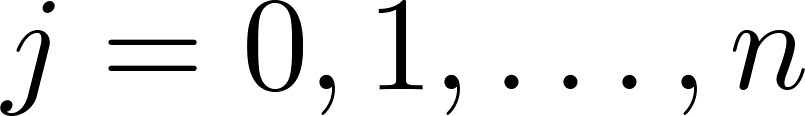 j = 0, 1, . . . , n